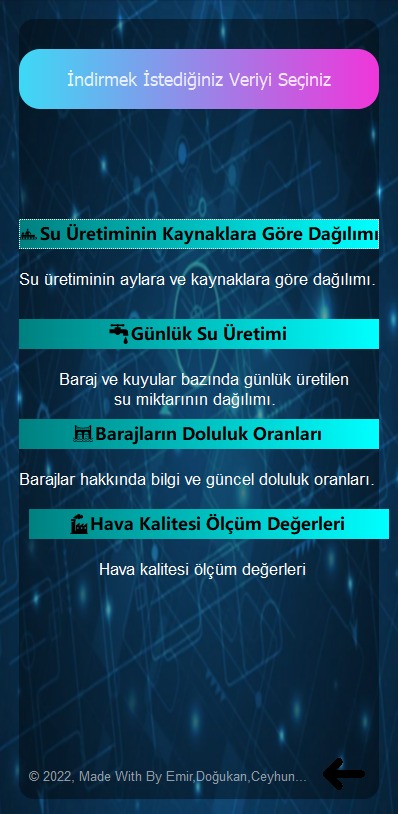 İndirmek İstediğiniz Veriyi Seçiniz
Su Üretiminin Kaynaklara Göre Dağılımı
Su üretiminin aylara ve kaynaklara göre dağılımı.
Günlük Su Üretimi
Baraj ve kuyular bazında günlük üretilen
su miktarının dağılımı.
Barajların Doluluk Oranları
Barajlar hakkında bilgi ve güncel doluluk oranları.
Hava Kalitesi Ölçüm Değerleri
Hava kalitesi ölçüm değerleri
© 2022, Made With By Emir,Doğukan,Ceyhun...